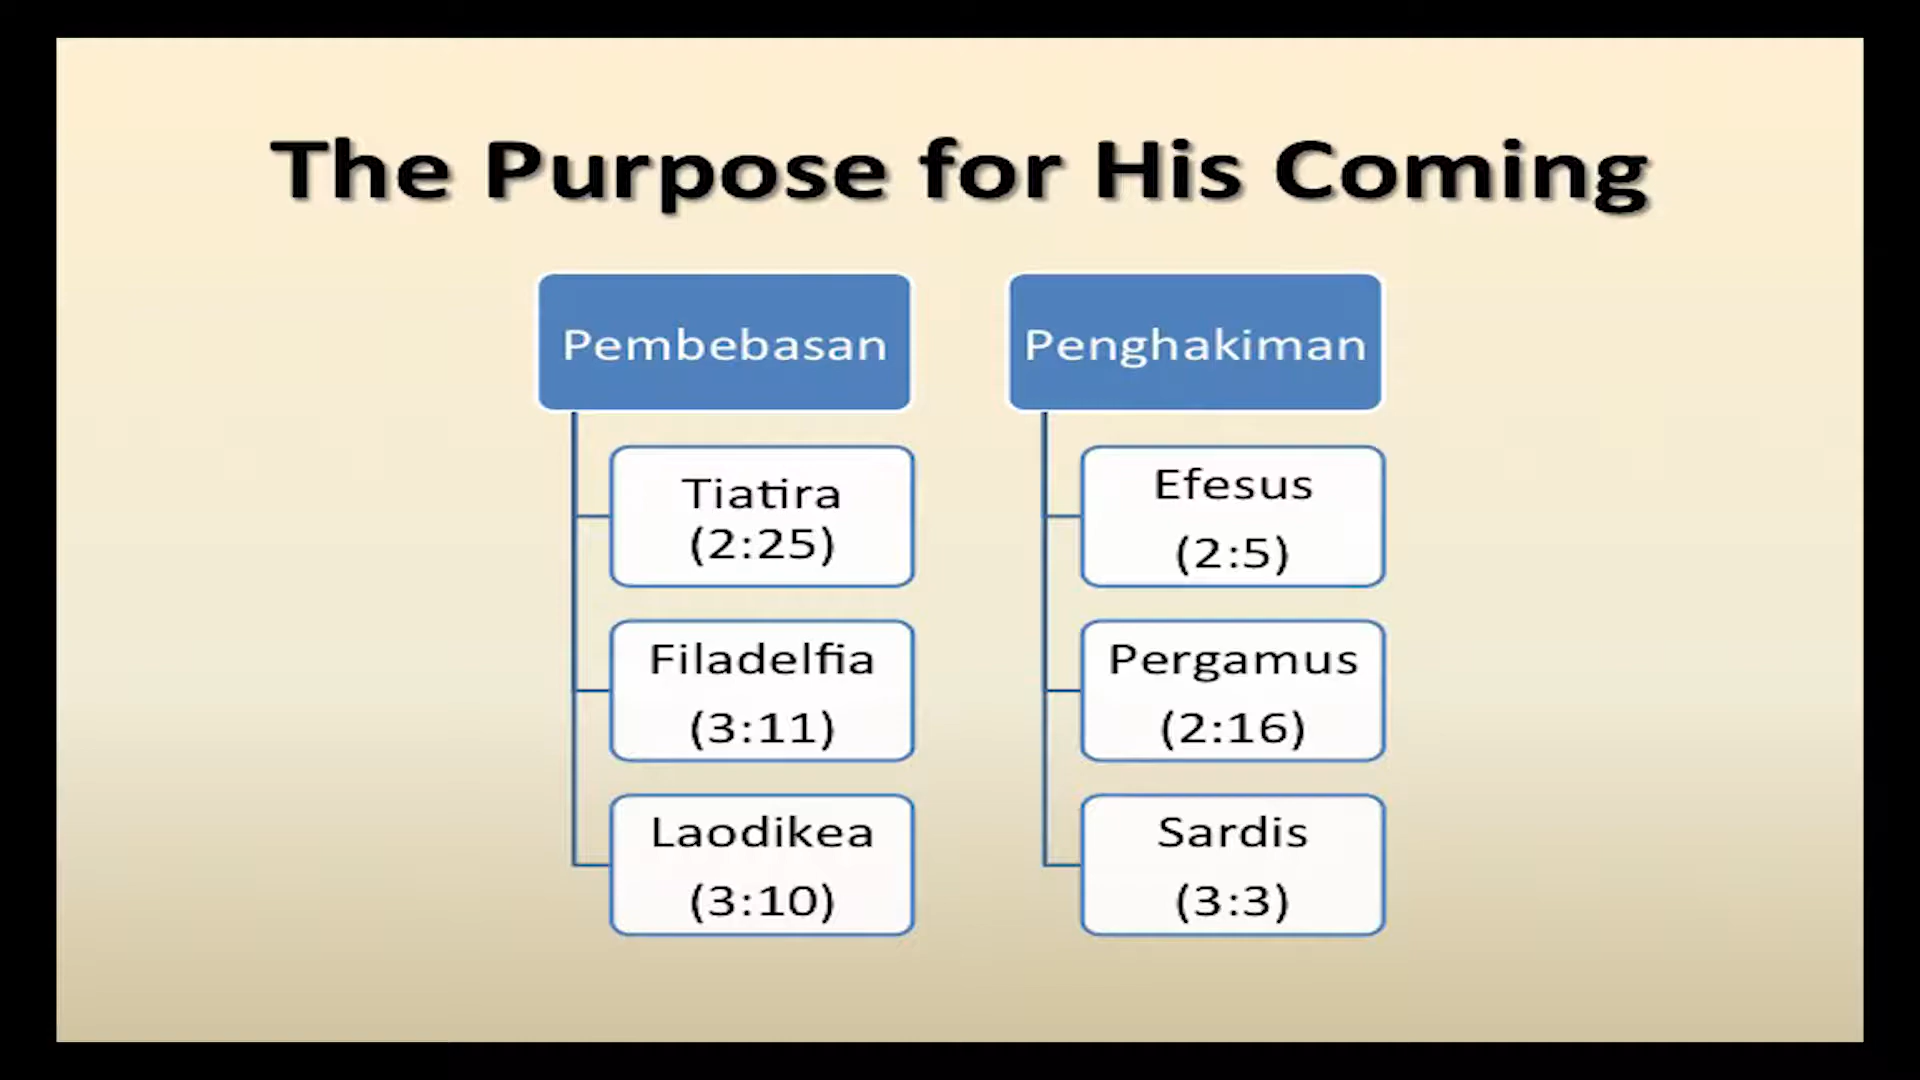 The Purpose for His Coming
Pembebasan
Tiatira
(2:25)
Filadelfia
(3:11)
Laodikea
(3:10)
Penghakiman
Efesus
(2:5)
Pergamus
(2:16)
Sardis
(3:3)